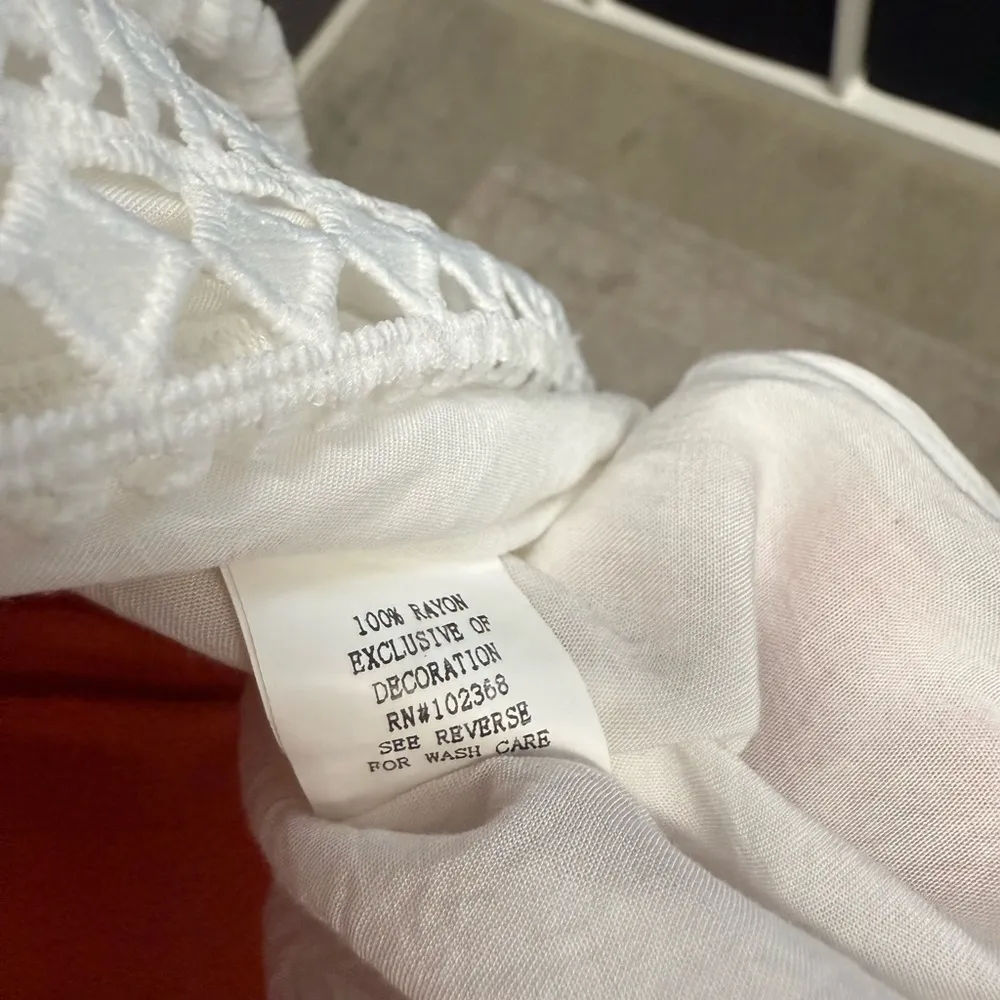 100% RAYON
EXCLUSIVE OF
DECORATION
RN#102368
SEE REVERSE
FOR WASH CARE